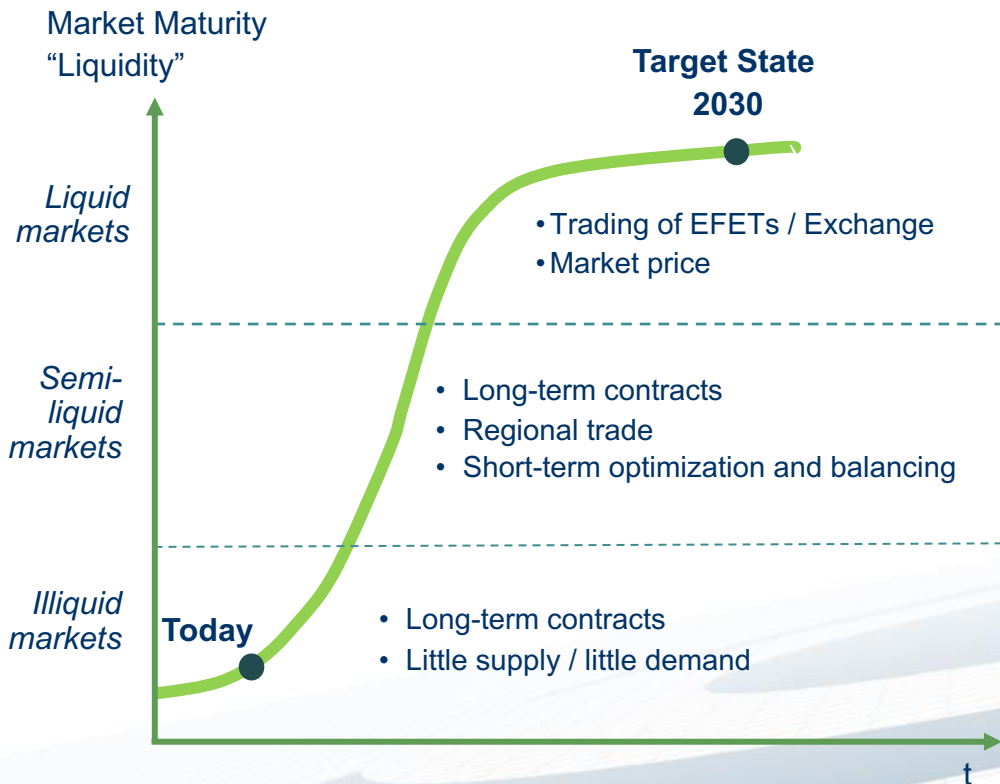 Market Maturity
“Liquidity”
Target State
2030
Liquid
markets
•Trading of EFETs / Exchange
•Market price
Semi-
liquid
markets
• Long-term contracts
• Regional trade
• Short-term optimization and balancing
Illiquid
markets
Today
• Long-term contracts
• Little supply / little demand
t